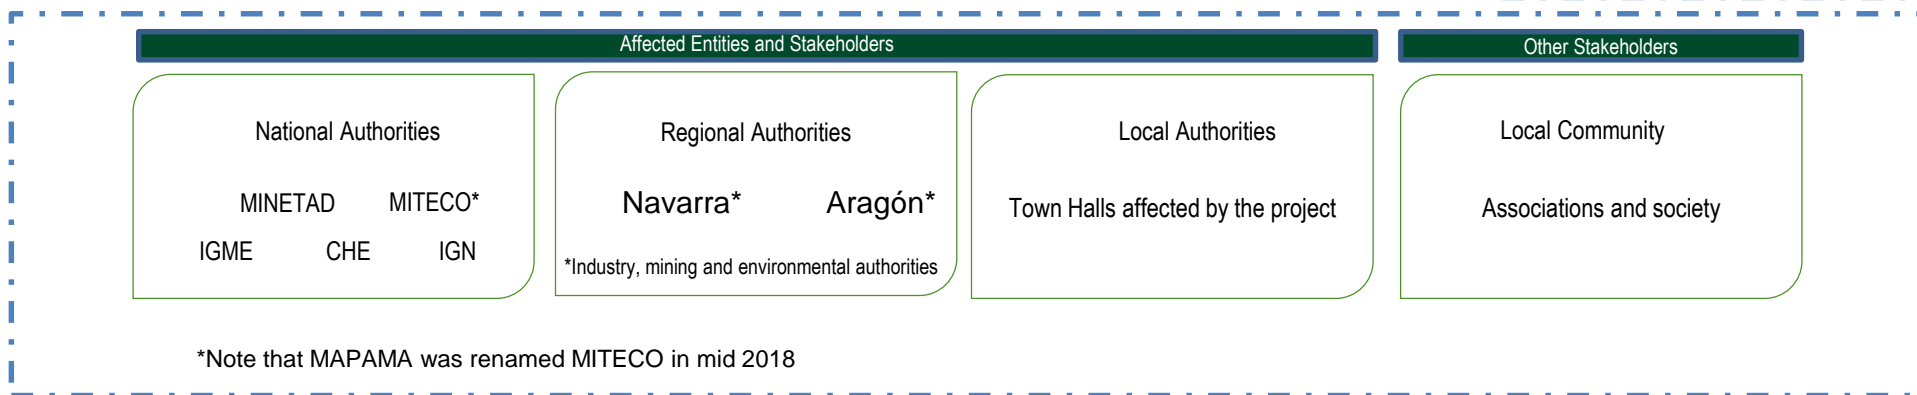 Affected Entities and Stakeholders
Other Stakeholders
National Authorities
MINETAD MITECO*
IGME CHE IGN
Regional Authorities
Navarra* Aragón*
*Industry, mining and environmental authorities
Local Authorities
Town Halls affected by the project
Local Community
Associations and society
*Note that MAPAMA was renamed MITECO in mid 2018